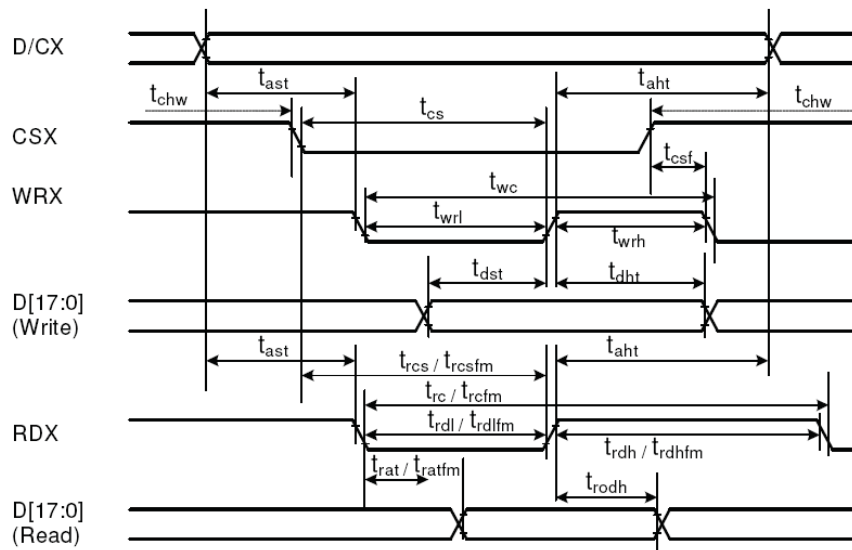 D/CX
t_ast t_aht
t_chw t_cs t_chw
CSX
t_csf
WRX
t_wc
t_wrl t_wrh
t_dst t_dht
D[17:0]
(Write)
t_ast t_rcs / t_rcsfm t_aht
t_rc / t_rcfm
RDX
t_rdl / t_rdlfm
t_rdh / t_rdhfm
t_rat / t_ratfm
t_rodh
D[17:0]
(Read)